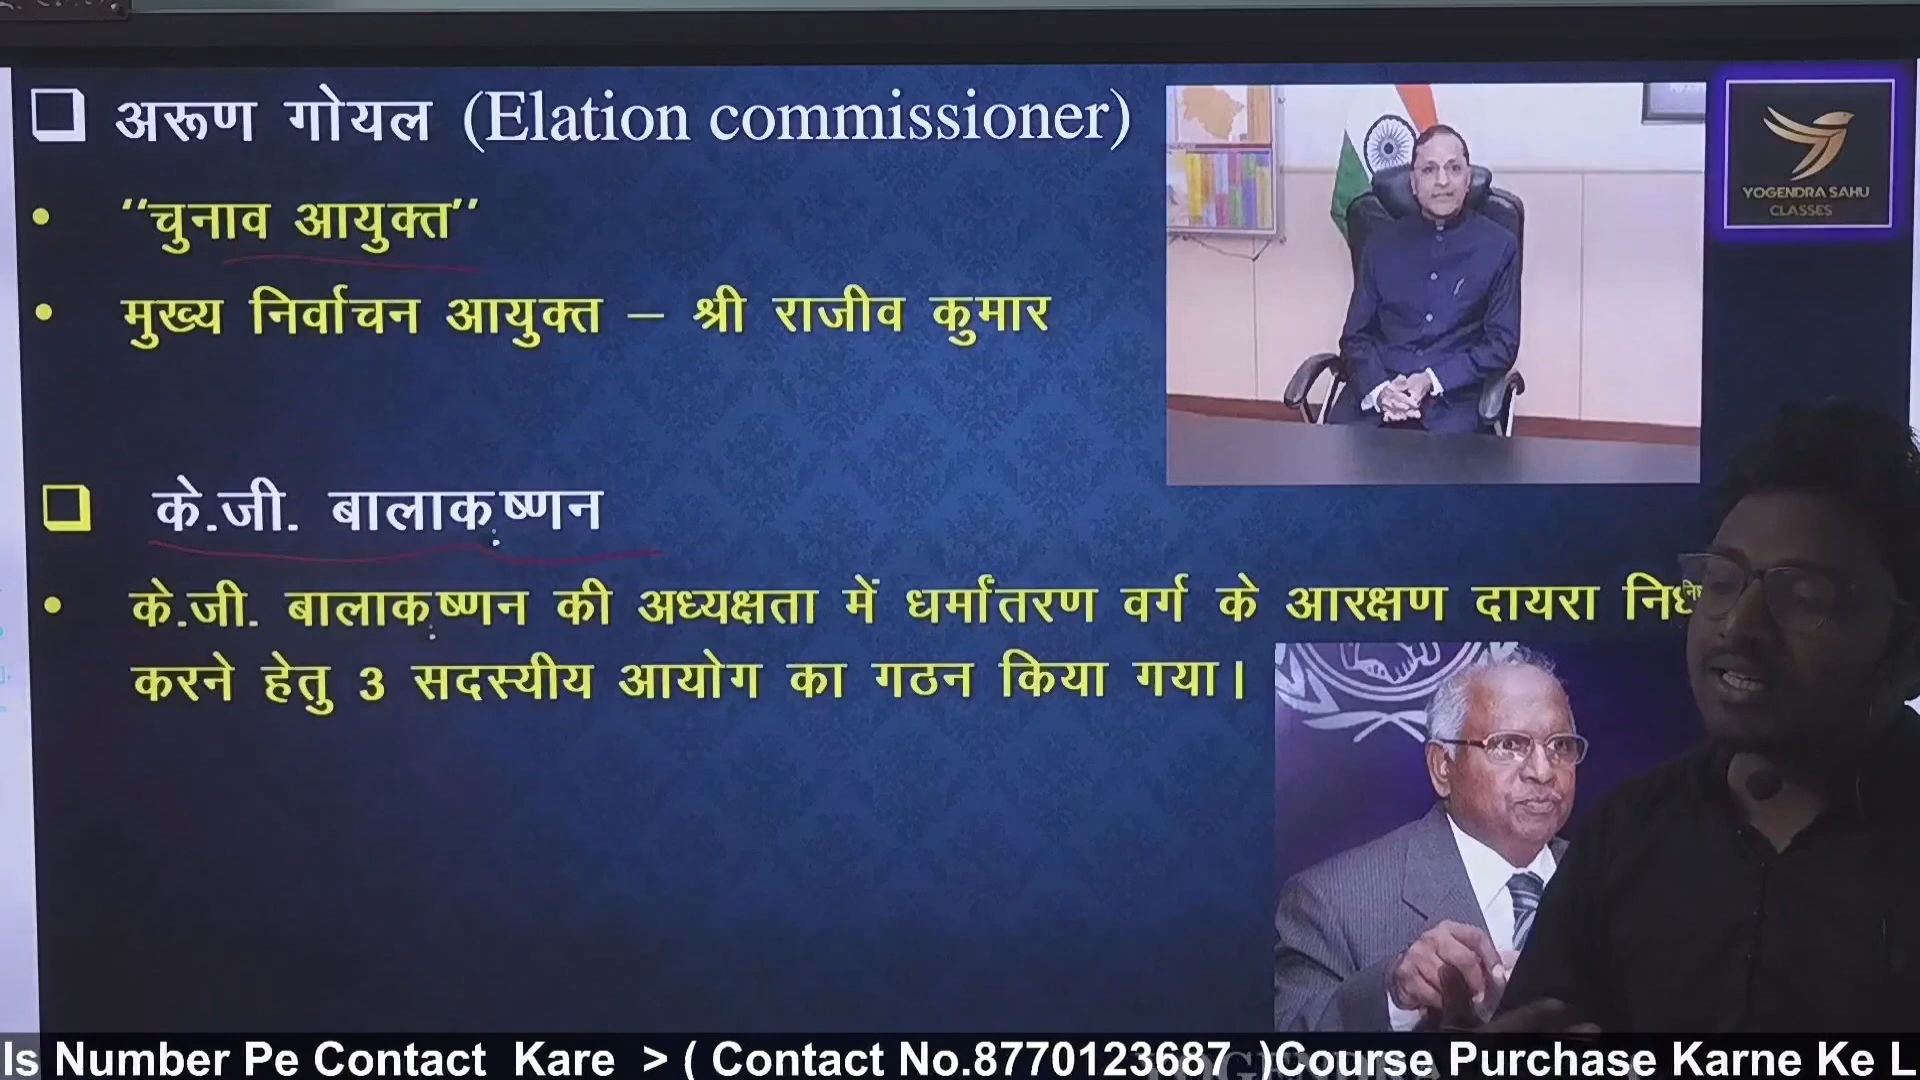 अरूण गोयल (Elation commissioner)
''चुनाव आयुक्त''
मुख्य निर्वाचन आयुक्त – श्री राजीव कुमार
YOGENDRA SAHU
CLASSES
के.जी. बालाकृष्णन
के.जी. बालाकृष्णन की अध्यक्षता में धर्मांतरण वर्ग के आरक्षण दायरा
करने हेतु 3 सदस्यीय आयोग का गठन किया गया।
Is Number Pe Contact Kare > ( Contact No.8770123687 )Course Purchase Karne Ke L